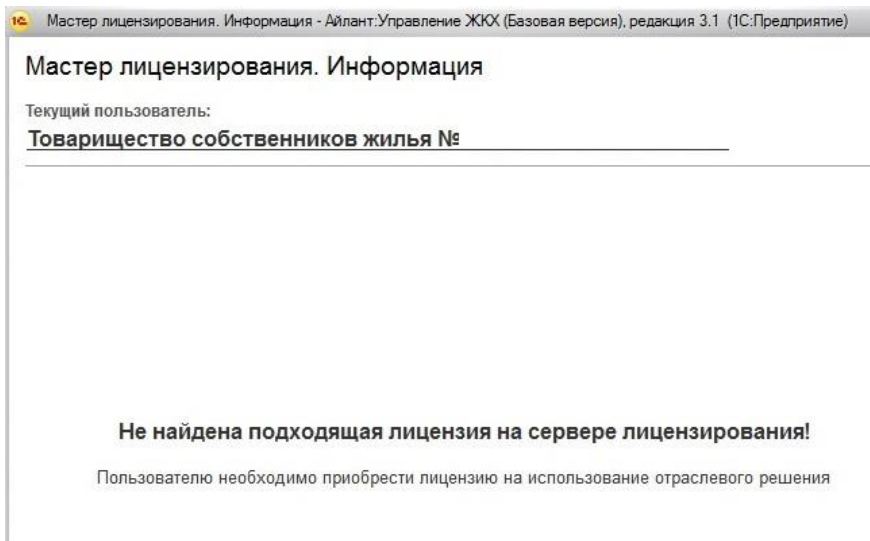 1С Мастер лицензирования. Информация - Айлант:Управление ЖКХ (Базовая версия), редакция 3.1 (1С:Предприятие)
Мастер лицензирования. Информация
Текущий пользователь:
Товарищество собственников жилья №
Не найдена подходящая лицензия на сервере лицензирования!
Пользователю необходимо приобрести лицензию на использование отраслевого решения